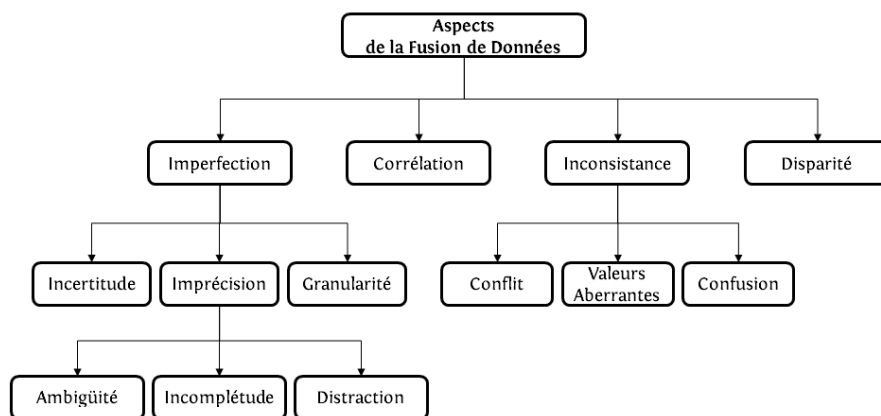 Aspects
de la Fusion de Données
Imperfection
Corrélation
Inconsistance
Disparité
Incertitude
Imprécision
Granularité
Conflit
Valeurs
Aberrantes
Confusion
Ambigüité
Incomplétude
Distraction